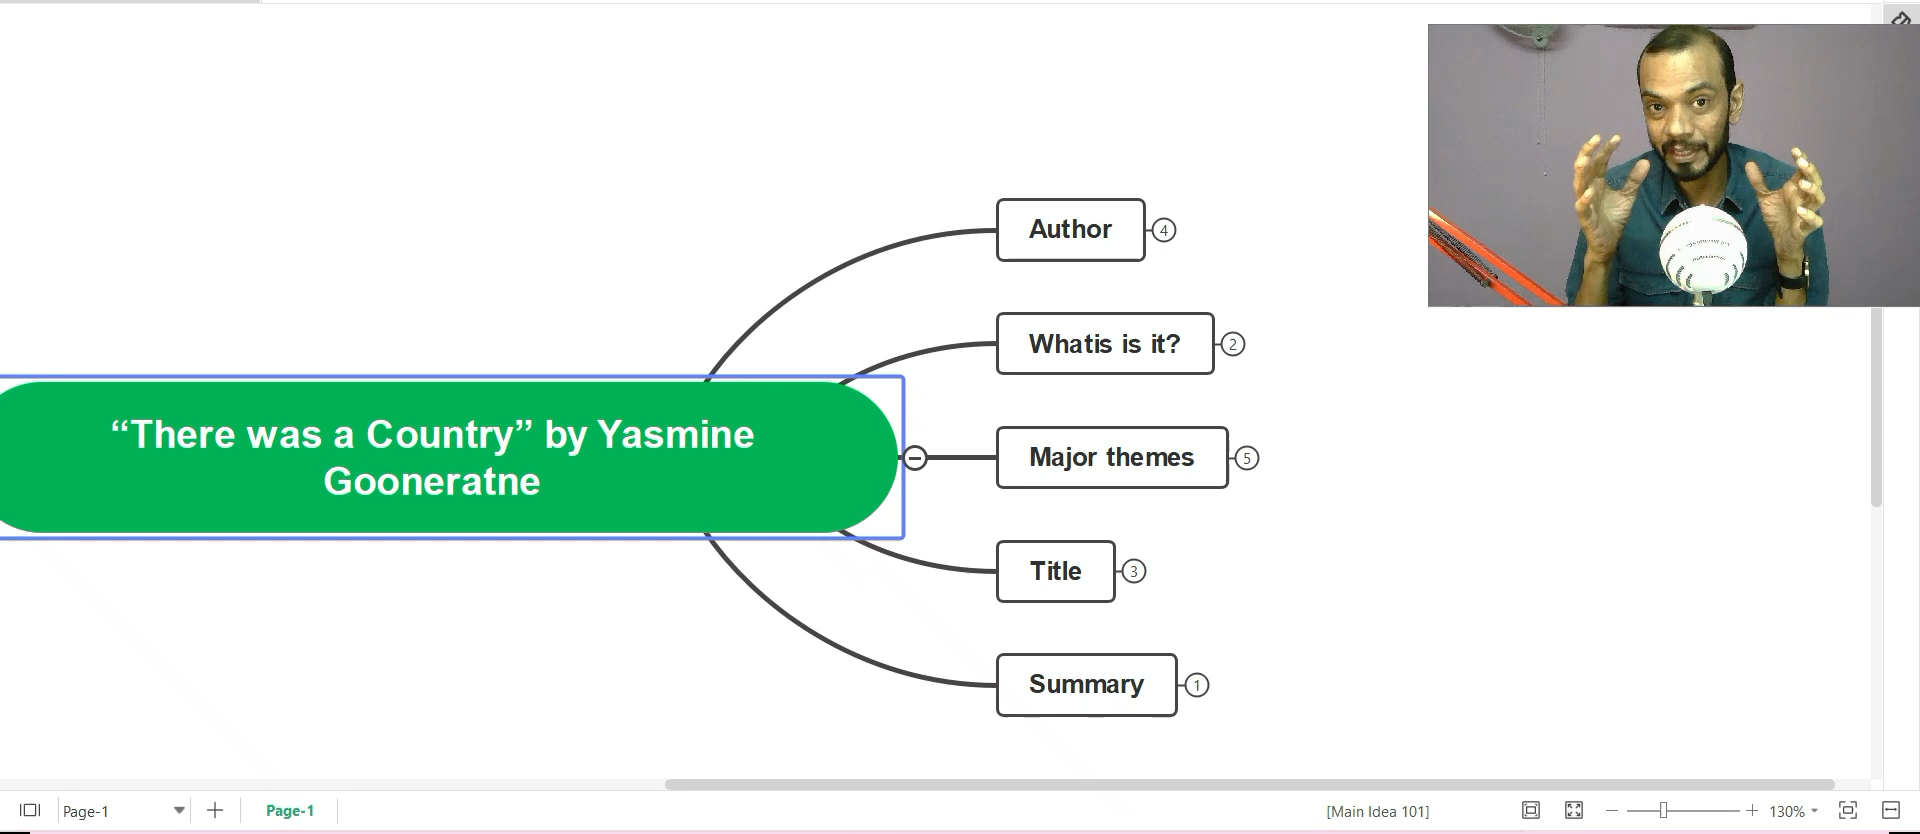 “There was a Country” by Yasmine
Gooneratne
Author
4
Whatis is it?
2
Major themes
5
Title
3
Summary
1
Page-1
Page-1
[Main Idea 101]
130%